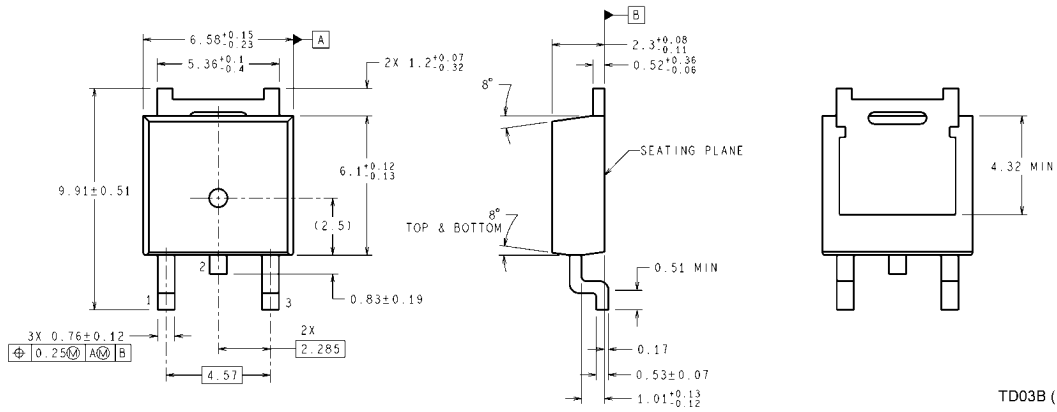 6.58 +0.15 -0.23
A
5.36 +0.1 -0.4
2X 1.2 +0.07 -0.32
9.91±0.51
6.1 +0.12 -0.13
(2.5)
2
0.83±0.19
1
3
3X 0.76±0.12
⌖ 0.25Ⓜ AⓂ B
2X
2.285
4.57
B
2.3 +0.08 -0.11
0.52 +0.36 -0.06
8°
SEATING PLANE
8°
TOP & BOTTOM
0.51 MIN
0.17
0.53±0.07
1.01 +0.13 -0.12
4.32 MIN
TD03B (